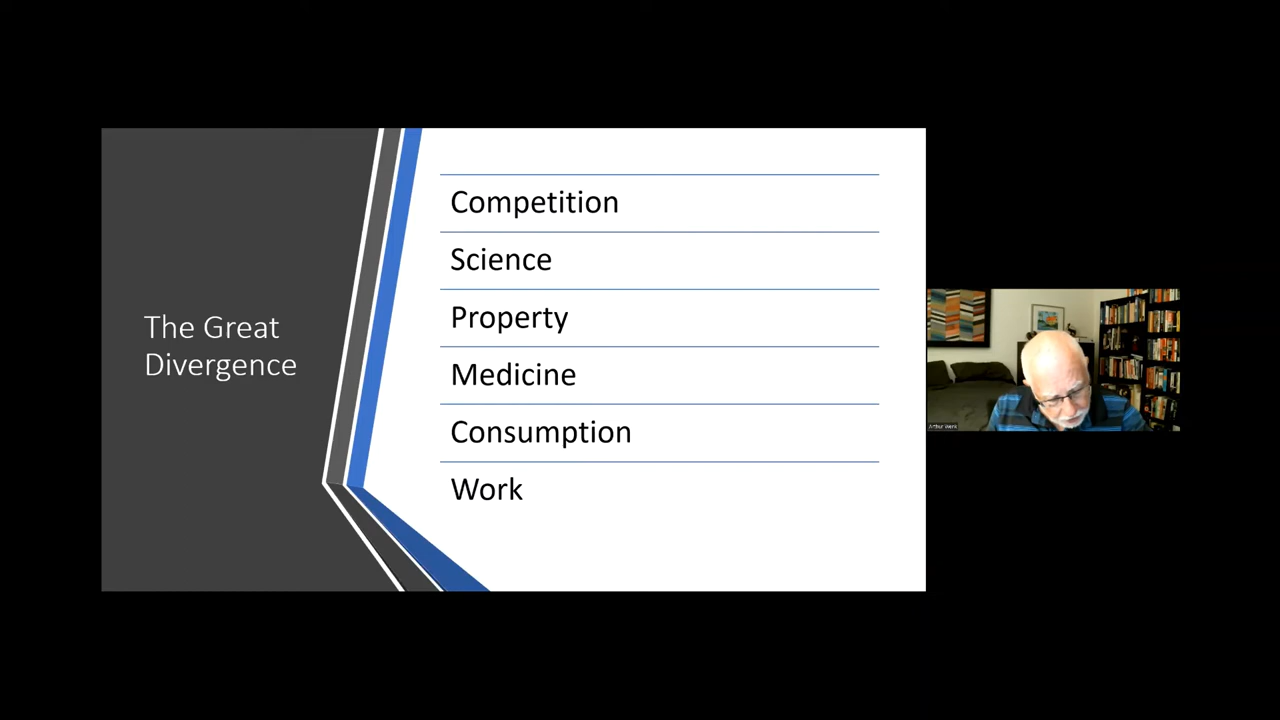 The Great
Divergence
Competition
Science
Property
Medicine
Consumption
Work